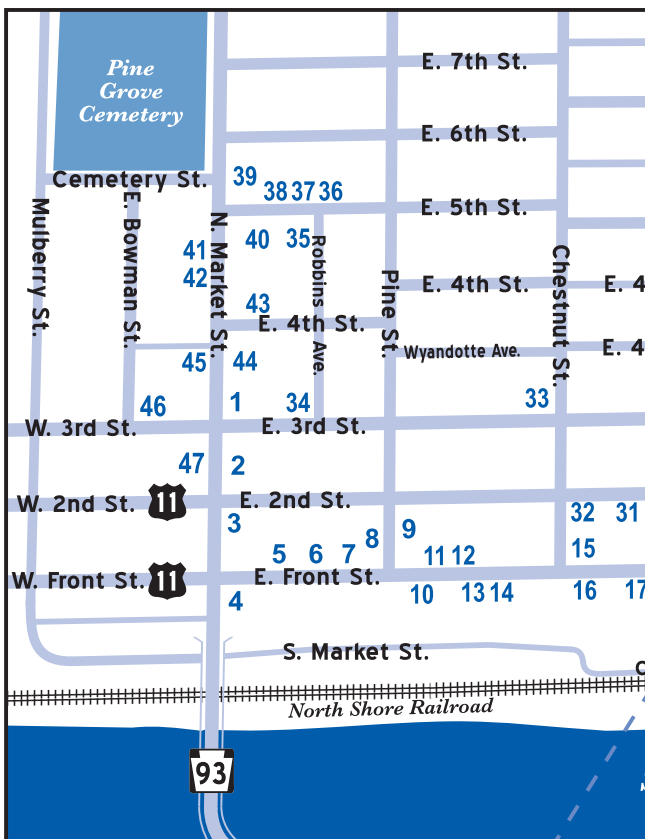 Pine
Grove
Cemetery
E. 7th St.
E. 6th St.
Cemetery St.
39
38 37 36
E. 5th St.
Mulberry St.
E. Bowman St.
N. Market St.
41
40
35
Robbins Ave.
42
Pine St.
Chestnut St.
E. 4th St.
E. 4
43
E. 4th St.
45
44
Wyandotte Ave.
E. 4
46
1
34
33
W. 3rd St.
E. 3rd St.
47
2
W. 2nd St.
11
E. 2nd St.
3
32
31
5
6
7
8
9
11
12
15
W. Front St.
11
E. Front St.
4
10
13 14
16
17
S. Market St.
North Shore Railroad
93